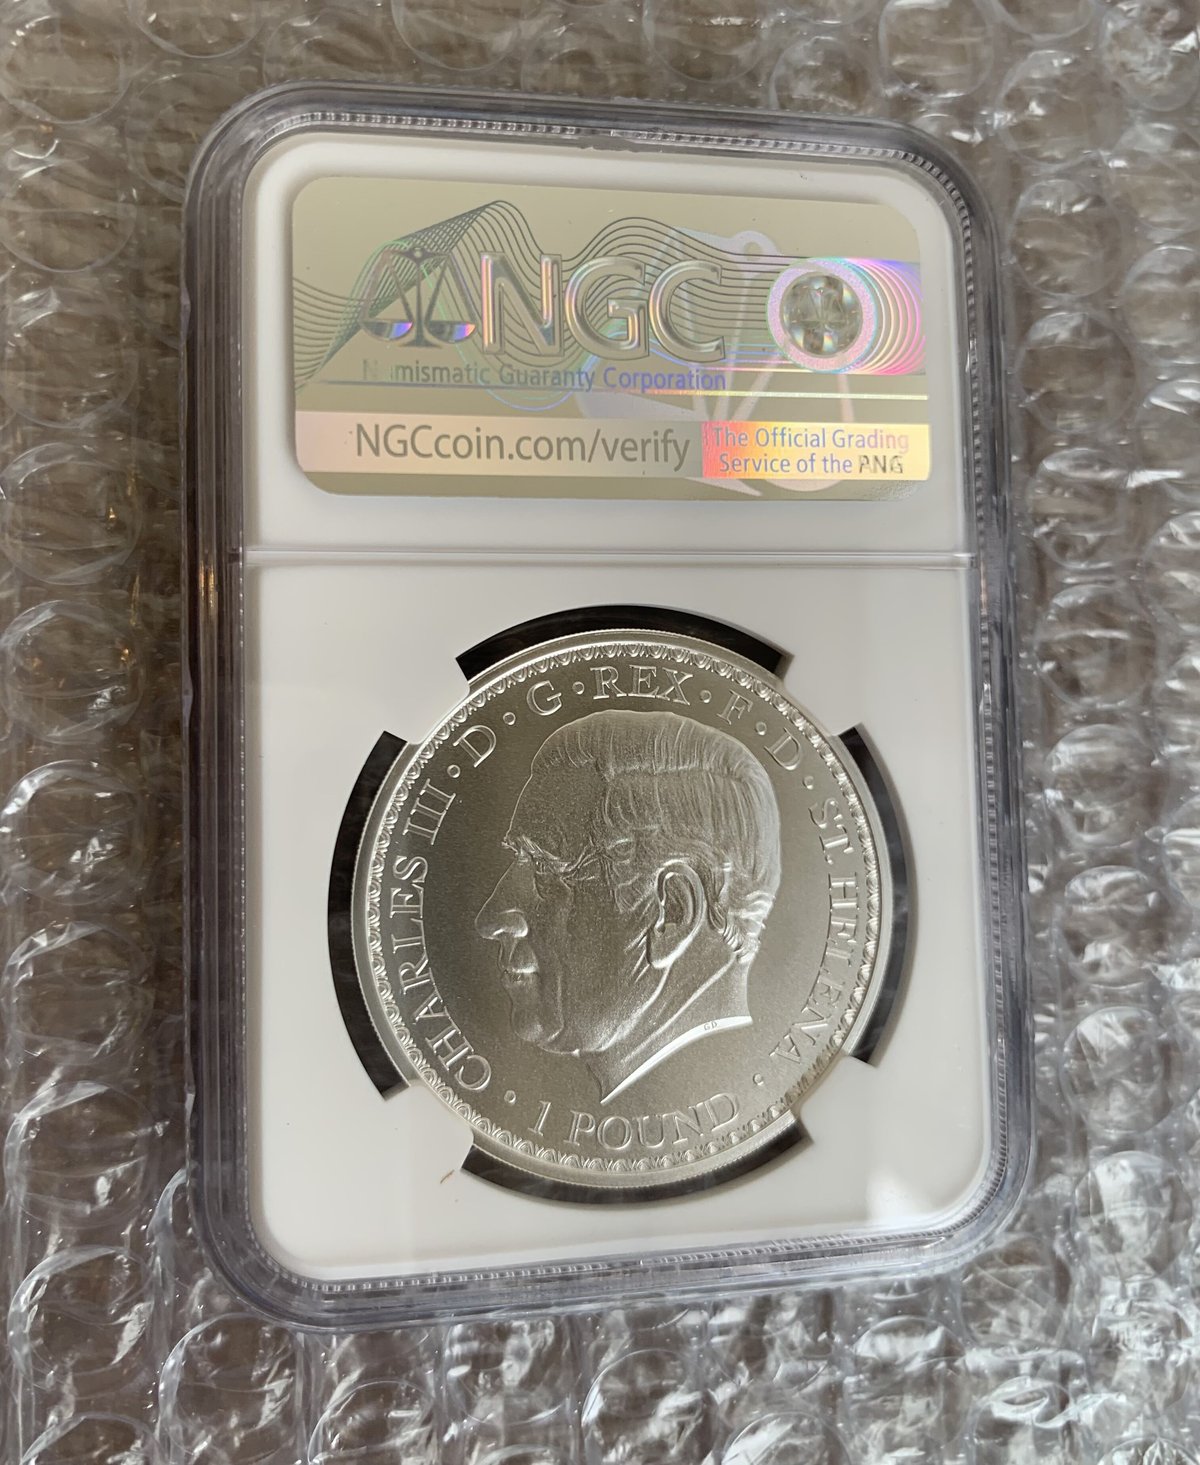 NGC
Numismatic Guaranty Corporation
NGCcoin.com/verify
The Official Grading
Service of the PNG
CHARLES III · D · G · REX · F · D · ST. HELENA ·
GD
· 1 POUND